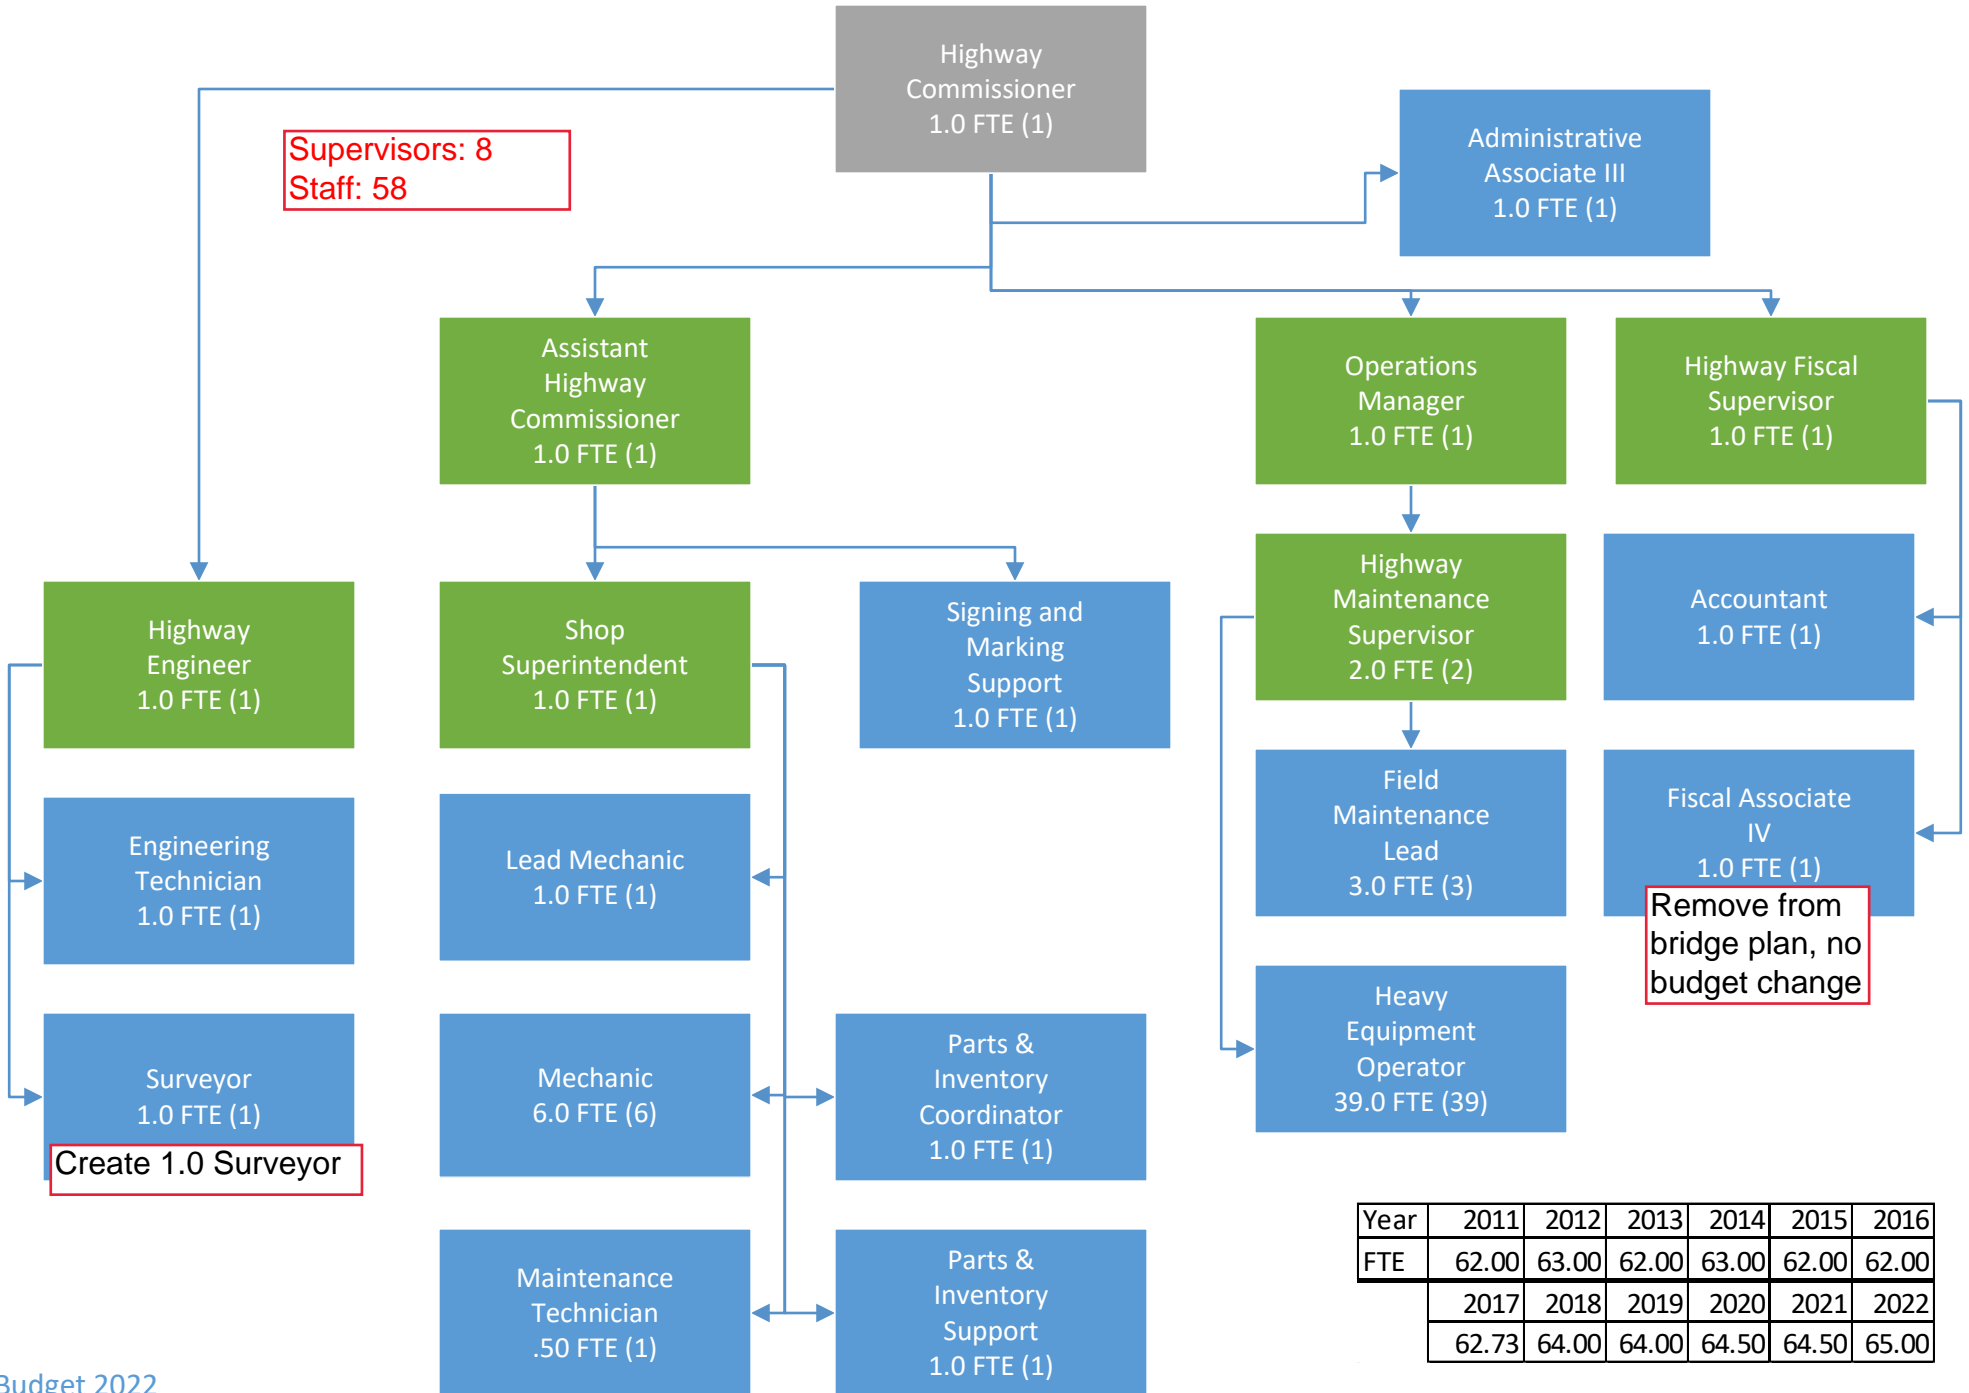 Highway
Commissioner
1.0 FTE (1)
Supervisors: 8
Staff: 58
Administrative
Associate III
1.0 FTE (1)
Assistant
Highway
Commissioner
1.0 FTE (1)
Operations
Manager
1.0 FTE (1)
Highway Fiscal
Supervisor
1.0 FTE (1)
Highway
Engineer
1.0 FTE (1)
Shop
Superintendent
1.0 FTE (1)
Signing and
Marking
Support
1.0 FTE (1)
Highway
Maintenance
Supervisor
2.0 FTE (2)
Accountant
1.0 FTE (1)
Engineering
Technician
1.0 FTE (1)
Lead Mechanic
1.0 FTE (1)
Field
Maintenance
Lead
3.0 FTE (3)
Fiscal Associate
IV
1.0 FTE (1)
Remove from
bridge plan, no
budget change
Surveyor
1.0 FTE (1)
Create 1.0 Surveyor
Mechanic
6.0 FTE (6)
Parts &
Inventory
Coordinator
1.0 FTE (1)
Heavy
Equipment
Operator
39.0 FTE (39)
Maintenance
Technician
.50 FTE (1)
Parts &
Inventory
Support
1.0 FTE (1)
Year 2011 2012 2013 2014 2015 2016
FTE 62.00 63.00 62.00 63.00 62.00 62.00
2017 2018 2019 2020 2021 2022
62.73 64.00 64.00 64.50 64.50 65.00
Budget 2022